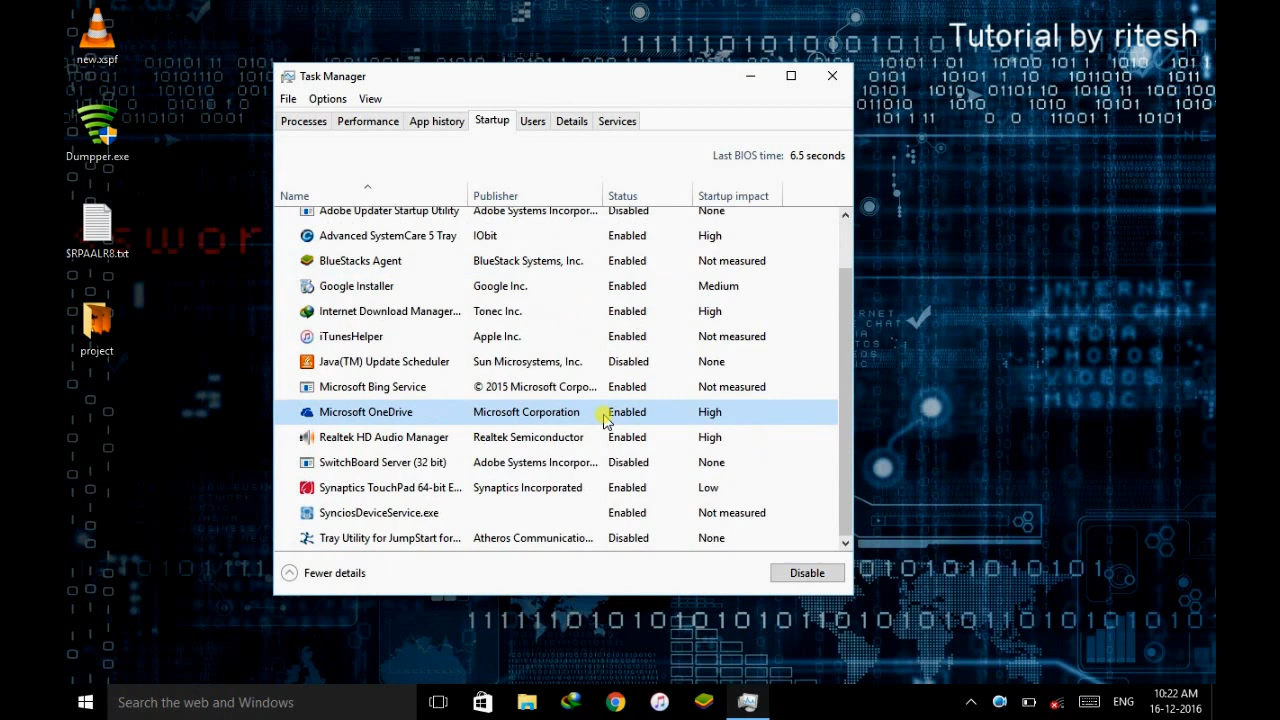 Tutorial by ritesh
new.xspf
Dumpper.exe
$RPAALR8.txt
project
Task Manager
File Options View
Processes Performance App history Startup Users Details Services
Last BIOS time: 6.5 seconds
Name Publisher Status Startup impact
Adobe Updater Startup Utility Adobe Systems Incorpor... Disabled None
Advanced SystemCare 5 Tray IObit Enabled High
BlueStacks Agent BlueStack Systems, Inc. Enabled Not measured
Google Installer Google Inc. Enabled Medium
Internet Download Manager... Tonec Inc. Enabled High
iTunesHelper Apple Inc. Enabled Not measured
Java(TM) Update Scheduler Sun Microsystems, Inc. Disabled None
Microsoft Bing Service © 2015 Microsoft Corpo... Enabled Not measured
Microsoft OneDrive Microsoft Corporation Enabled High
Realtek HD Audio Manager Realtek Semiconductor Enabled High
SwitchBoard Server (32 bit) Adobe Systems Incorpor... Disabled None
Synaptics TouchPad 64-bit E... Synaptics Incorporated Enabled Low
SynciosDeviceService.exe Enabled Not measured
Tray Utility for JumpStart for... Atheros Communicatio... Disabled None
Fewer details Disable
INTERNET
LIVE CHAT
MEDIA
PHOTOS
VIDEOS
Search the web and Windows
ENG
10:22 AM
16-12-2016